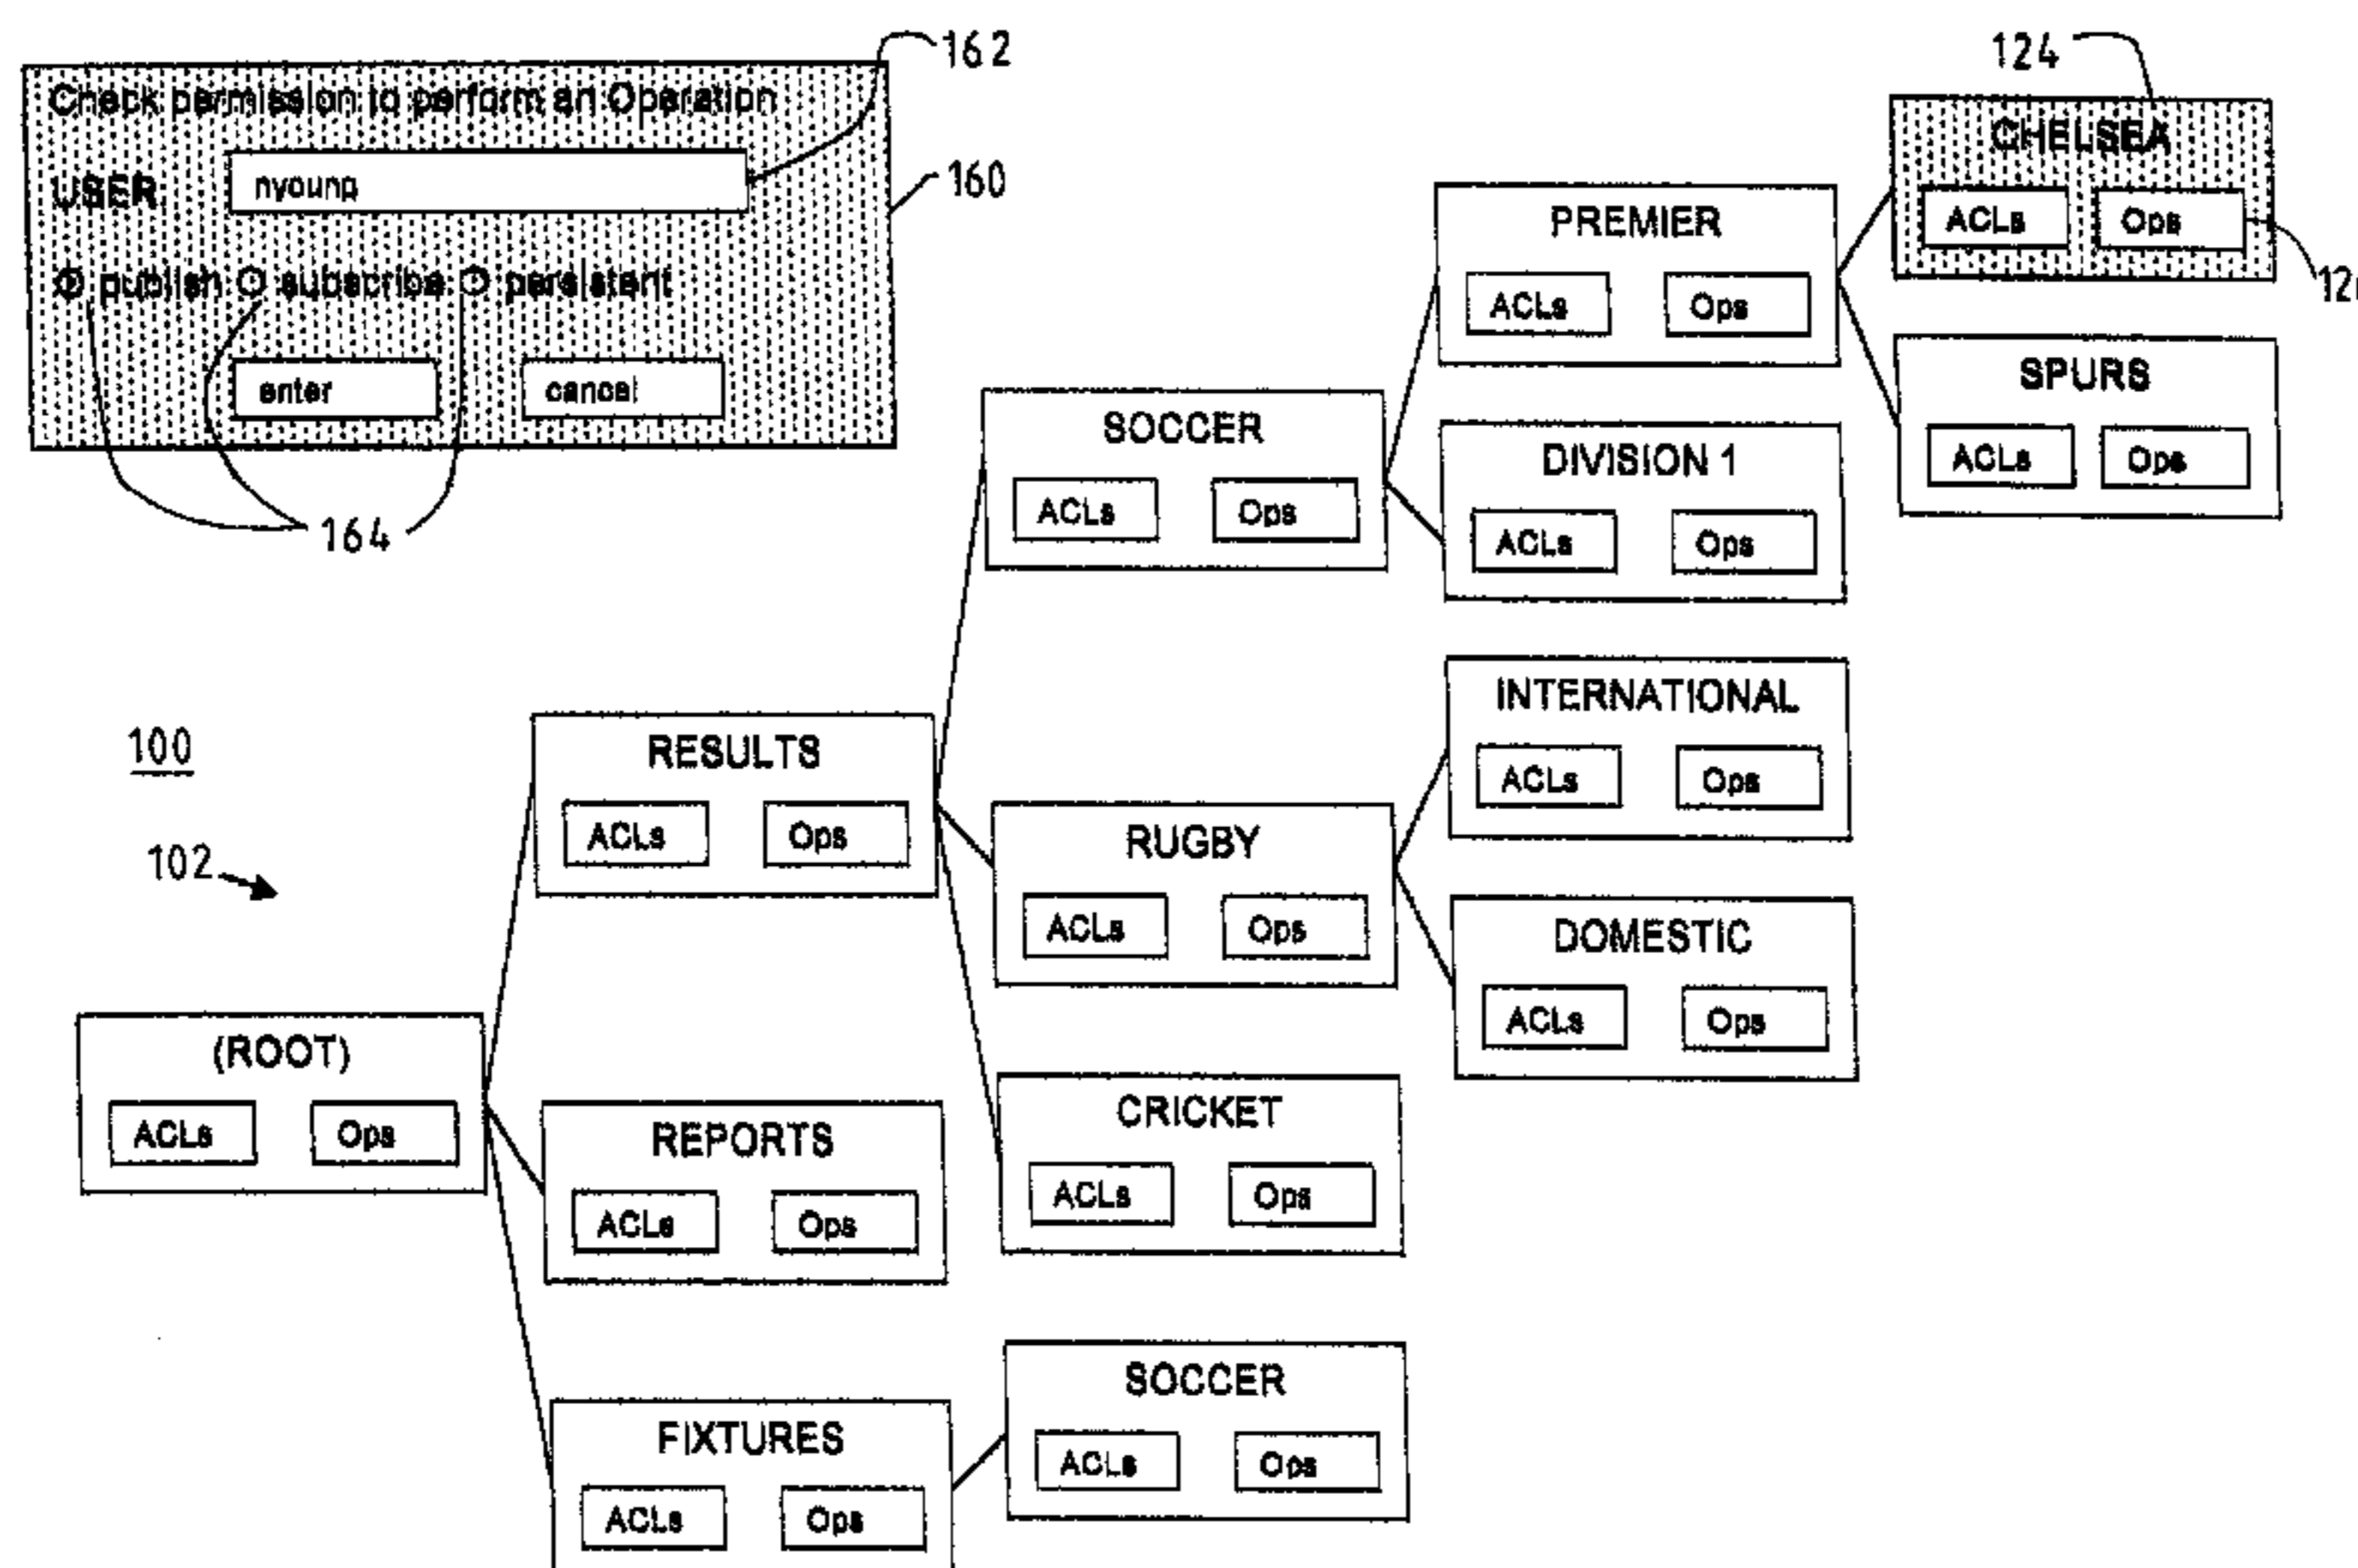 162
124
Check permission to perform an Operation
CHELSEA
USER
nyoung
160
ACLs
Ops
PREMIER
ACLs
Ops
publish
subscribe
persistent
SPURS
enter
cancel
ACLs
Ops
SOCCER
DIVISION 1
ACLs
Ops
ACLs
Ops
164
INTERNATIONAL
100
RESULTS
ACLs
Ops
ACLs
Ops
RUGBY
102
ACLs
Ops
DOMESTIC
ACLs
Ops
(ROOT)
CRICKET
ACLs
Ops
REPORTS
ACLs
Ops
ACLs
Ops
SOCCER
FIXTURES
ACLs
Ops
ACLs
Ops